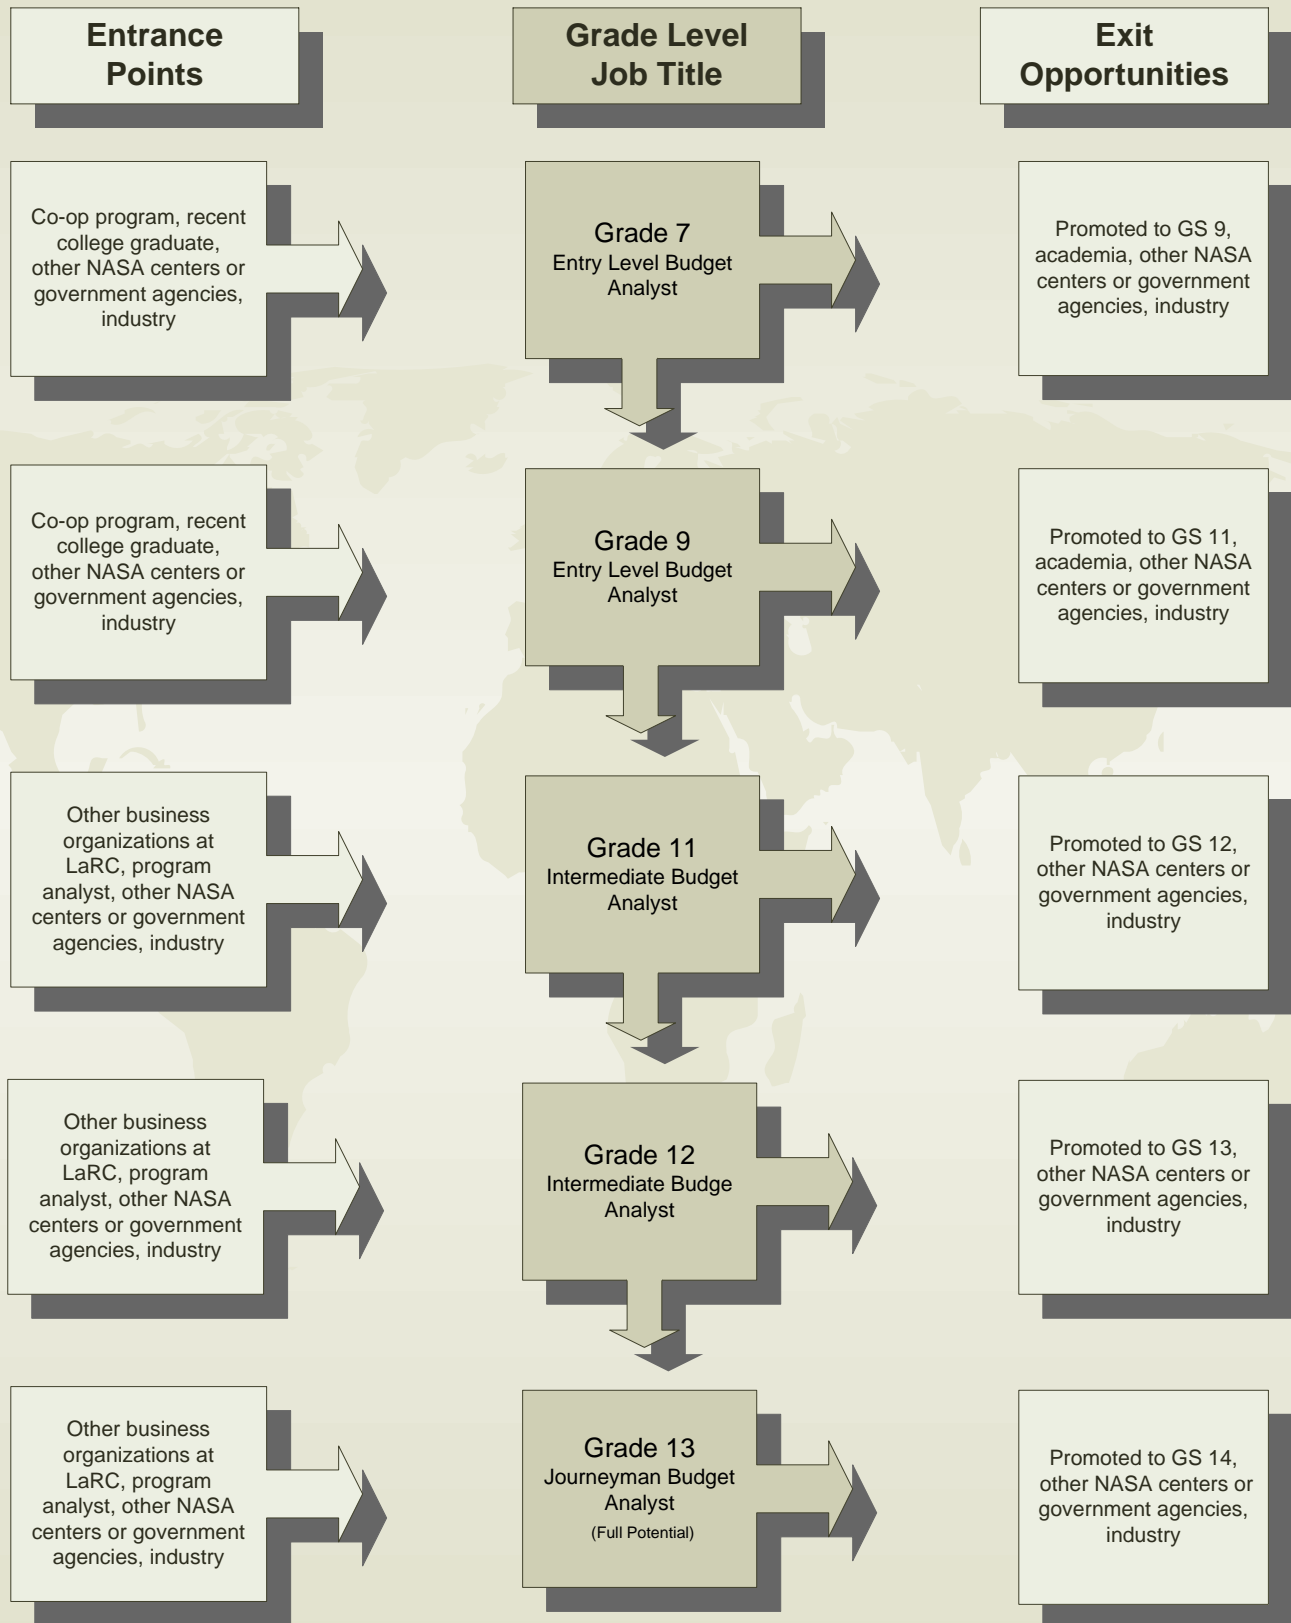 Entrance
Points
Grade Level
Job Title
Exit
Opportunities
Co-op program, recent
college graduate,
other NASA centers or
government agencies,
industry
Grade 7
Entry Level Budget
Analyst
Promoted to GS 9,
academia, other NASA
centers or government
agencies, industry
Co-op program, recent
college graduate,
other NASA centers or
government agencies,
industry
Grade 9
Entry Level Budget
Analyst
Promoted to GS 11,
academia, other NASA
centers or government
agencies, industry
Other business
organizations at
LaRC, program
analyst, other NASA
centers or government
agencies, industry
Grade 11
Intermediate Budget
Analyst
Promoted to GS 12,
other NASA centers or
government agencies,
industry
Other business
organizations at
LaRC, program
analyst, other NASA
centers or government
agencies, industry
Grade 12
Intermediate Budge
Analyst
Promoted to GS 13,
other NASA centers or
government agencies,
industry
Other business
organizations at
LaRC, program
analyst, other NASA
centers or government
agencies, industry
Grade 13
Journeyman Budget
Analyst
(Full Potential)
Promoted to GS 14,
other NASA centers or
government agencies,
industry